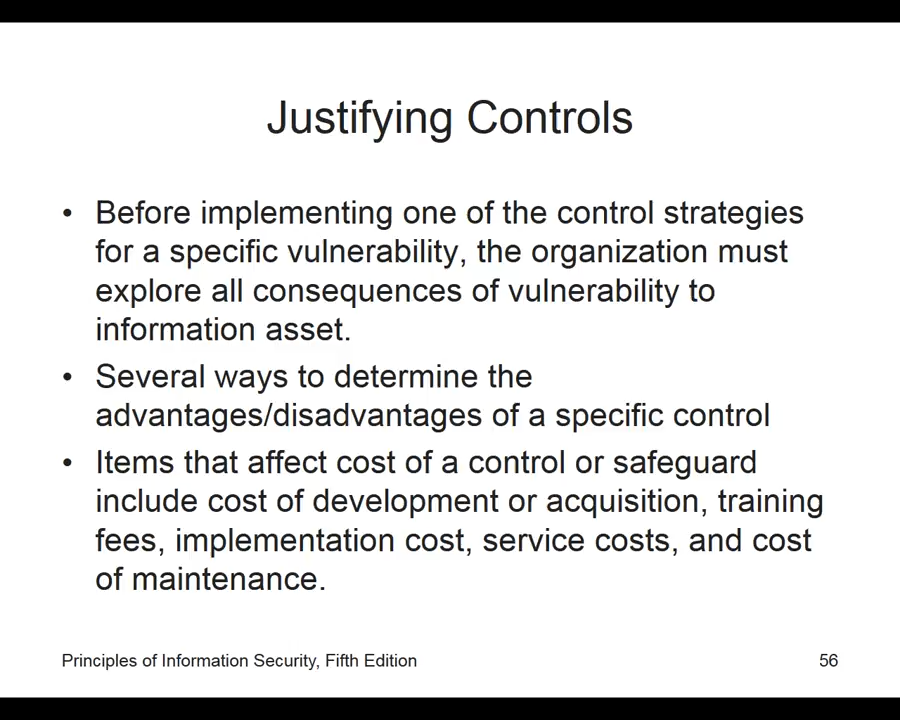 Justifying Controls
• Before implementing one of the control strategies
for a specific vulnerability, the organization must
explore all consequences of vulnerability to
information asset.
• Several ways to determine the
advantages/disadvantages of a specific control
• Items that affect cost of a control or safeguard
include cost of development or acquisition, training
fees, implementation cost, service costs, and cost
of maintenance.
Principles of Information Security, Fifth Edition 56